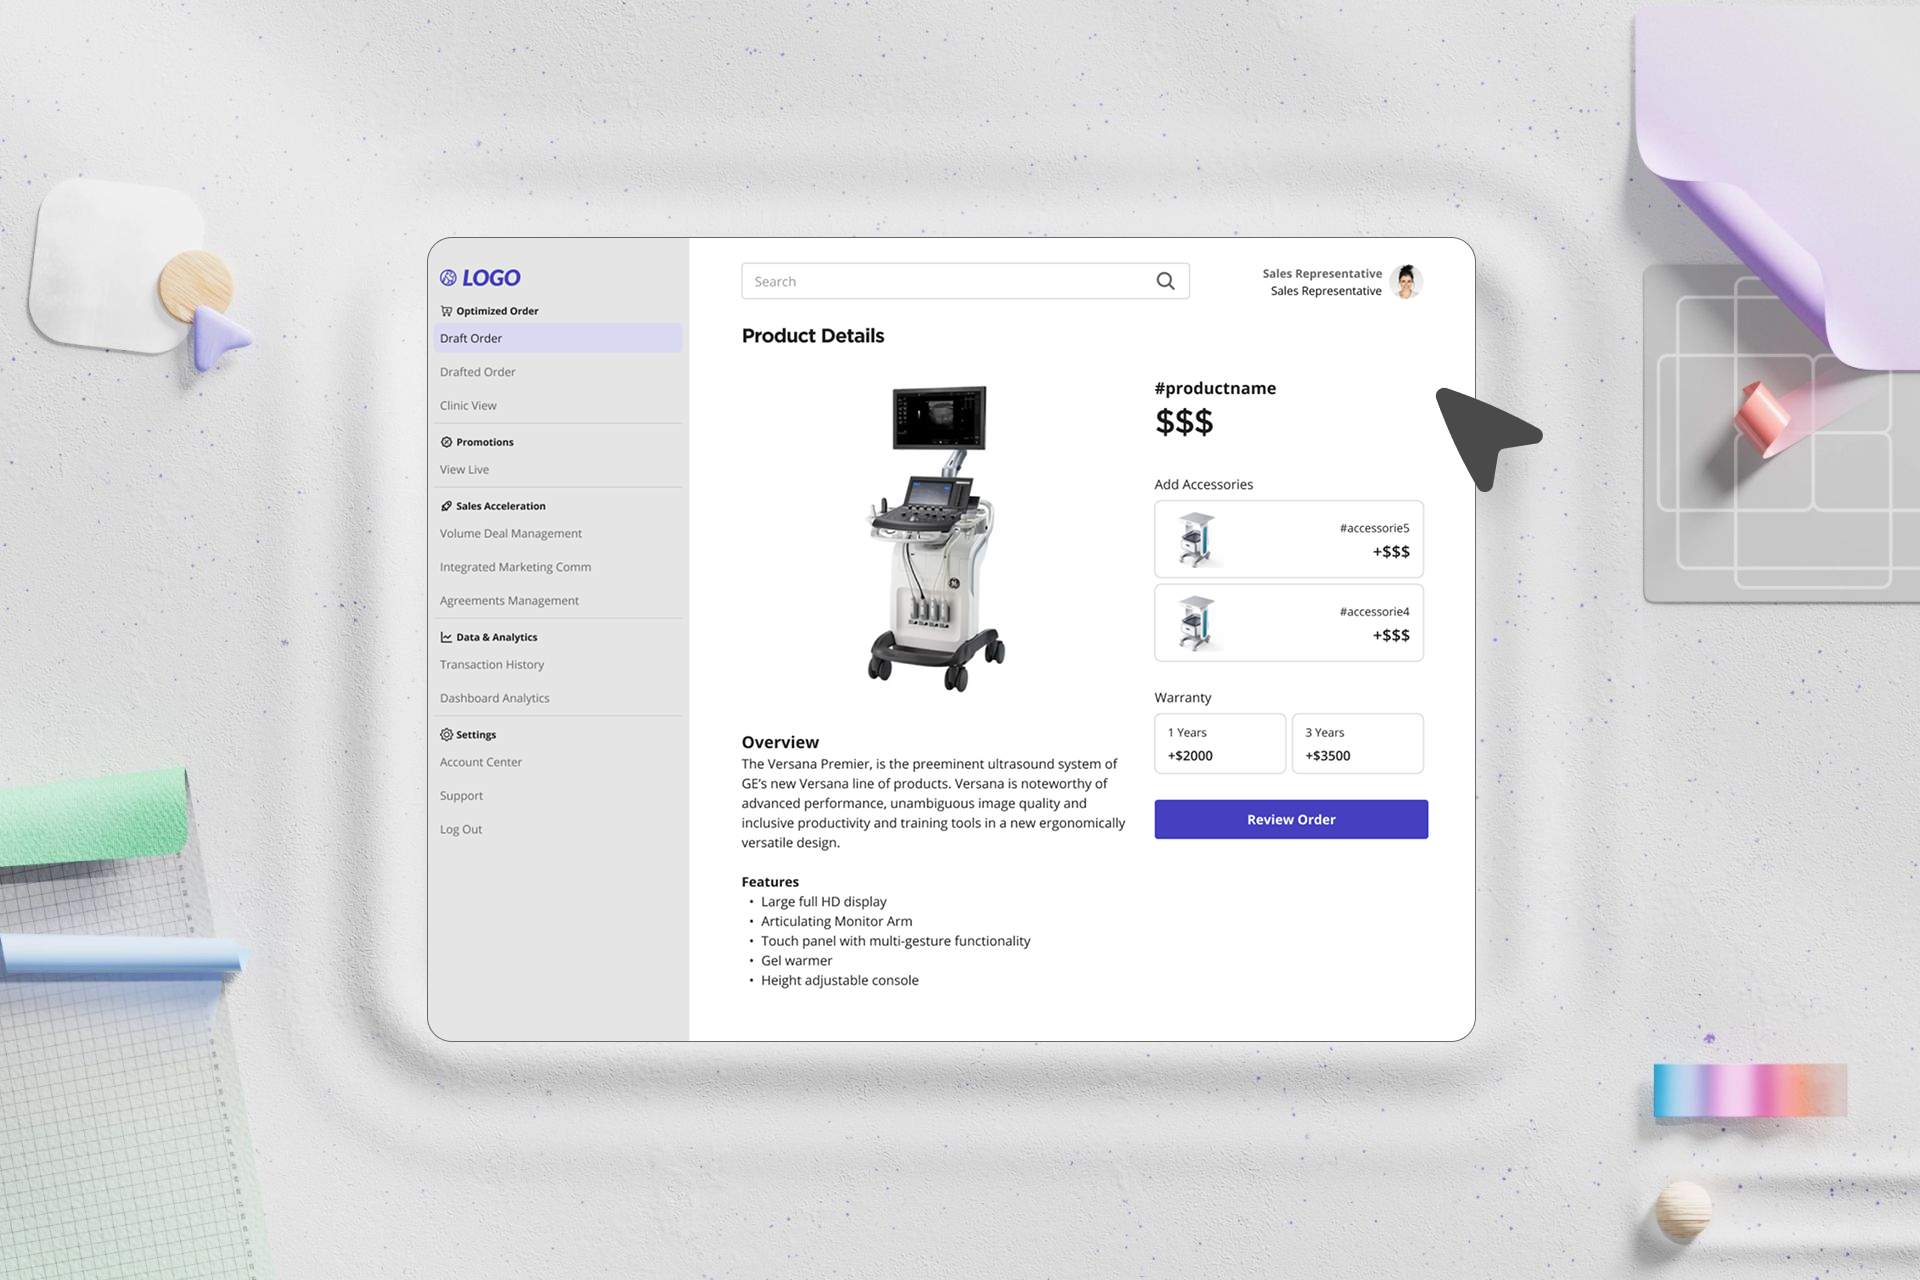 LOGO
Optimized Order
Draft Order
Drafted Order
Clinic View
Promotions
View Live
Sales Acceleration
Volume Deal Management
Integrated Marketing Comm
Agreements Management
Data & Analytics
Transaction History
Dashboard Analytics
Settings
Account Center
Support
Log Out
Search
Sales Representative
Sales Representative
Product Details
#productname
$$$
Add Accessories
#accessorie5
+$$$
#accessorie4
+$$$
Warranty
1 Years
+$2000
3 Years
+$3500
Review Order
Overview
The Versana Premier, is the preeminent ultrasound system of
GE’s new Versana line of products. Versana is noteworthy of
advanced performance, unambiguous image quality and
inclusive productivity and training tools in a new ergonomically
versatile design.
Features
• Large full HD display
• Articulating Monitor Arm
• Touch panel with multi-gesture functionality
• Gel warmer
• Height adjustable console